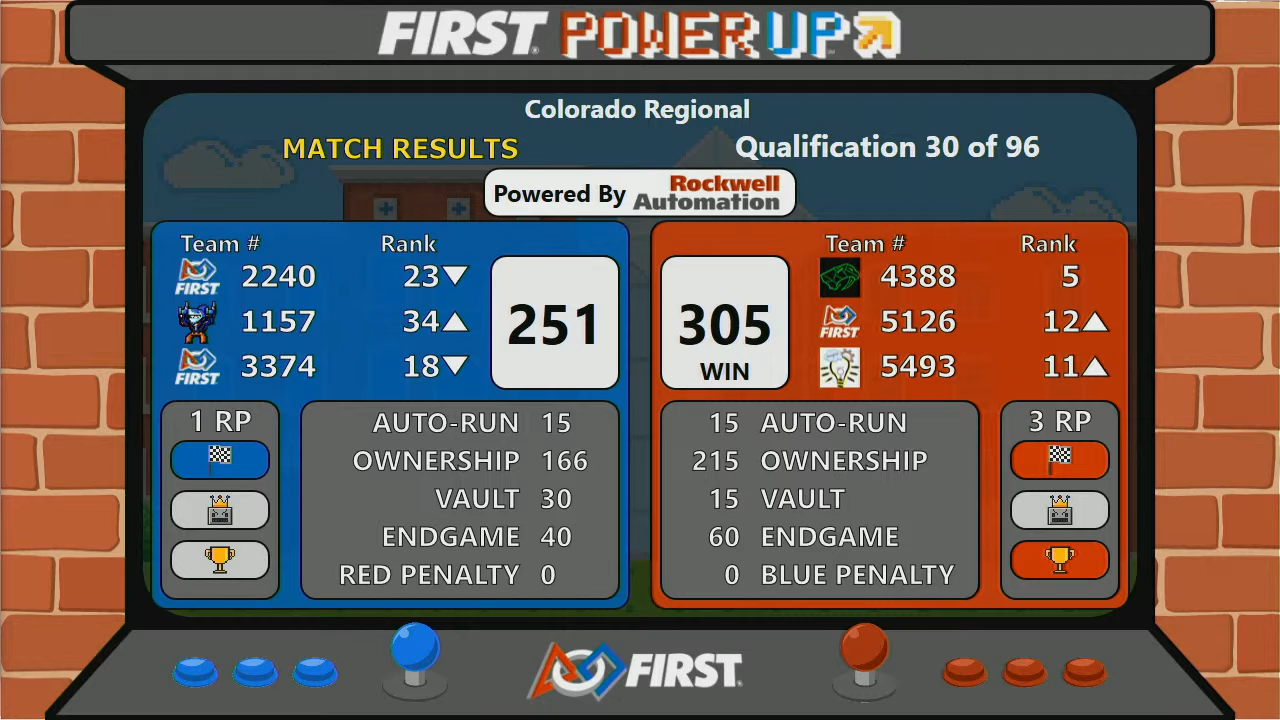 FIRST POWER UP
Colorado Regional
MATCH RESULTS
Qualification 30 of 96
Powered By Rockwell Automation
Team # Rank
FIRST 2240 23
1157 34
FIRST 3374 18
251
1 RP
AUTO-RUN 15
OWNERSHIP 166
VAULT 30
ENDGAME 40
RED PENALTY 0
Team # Rank
4388 5
FIRST 5126 12
5493 11
305
WIN
15 AUTO-RUN
215 OWNERSHIP
15 VAULT
60 ENDGAME
0 BLUE PENALTY
3 RP
FIRST